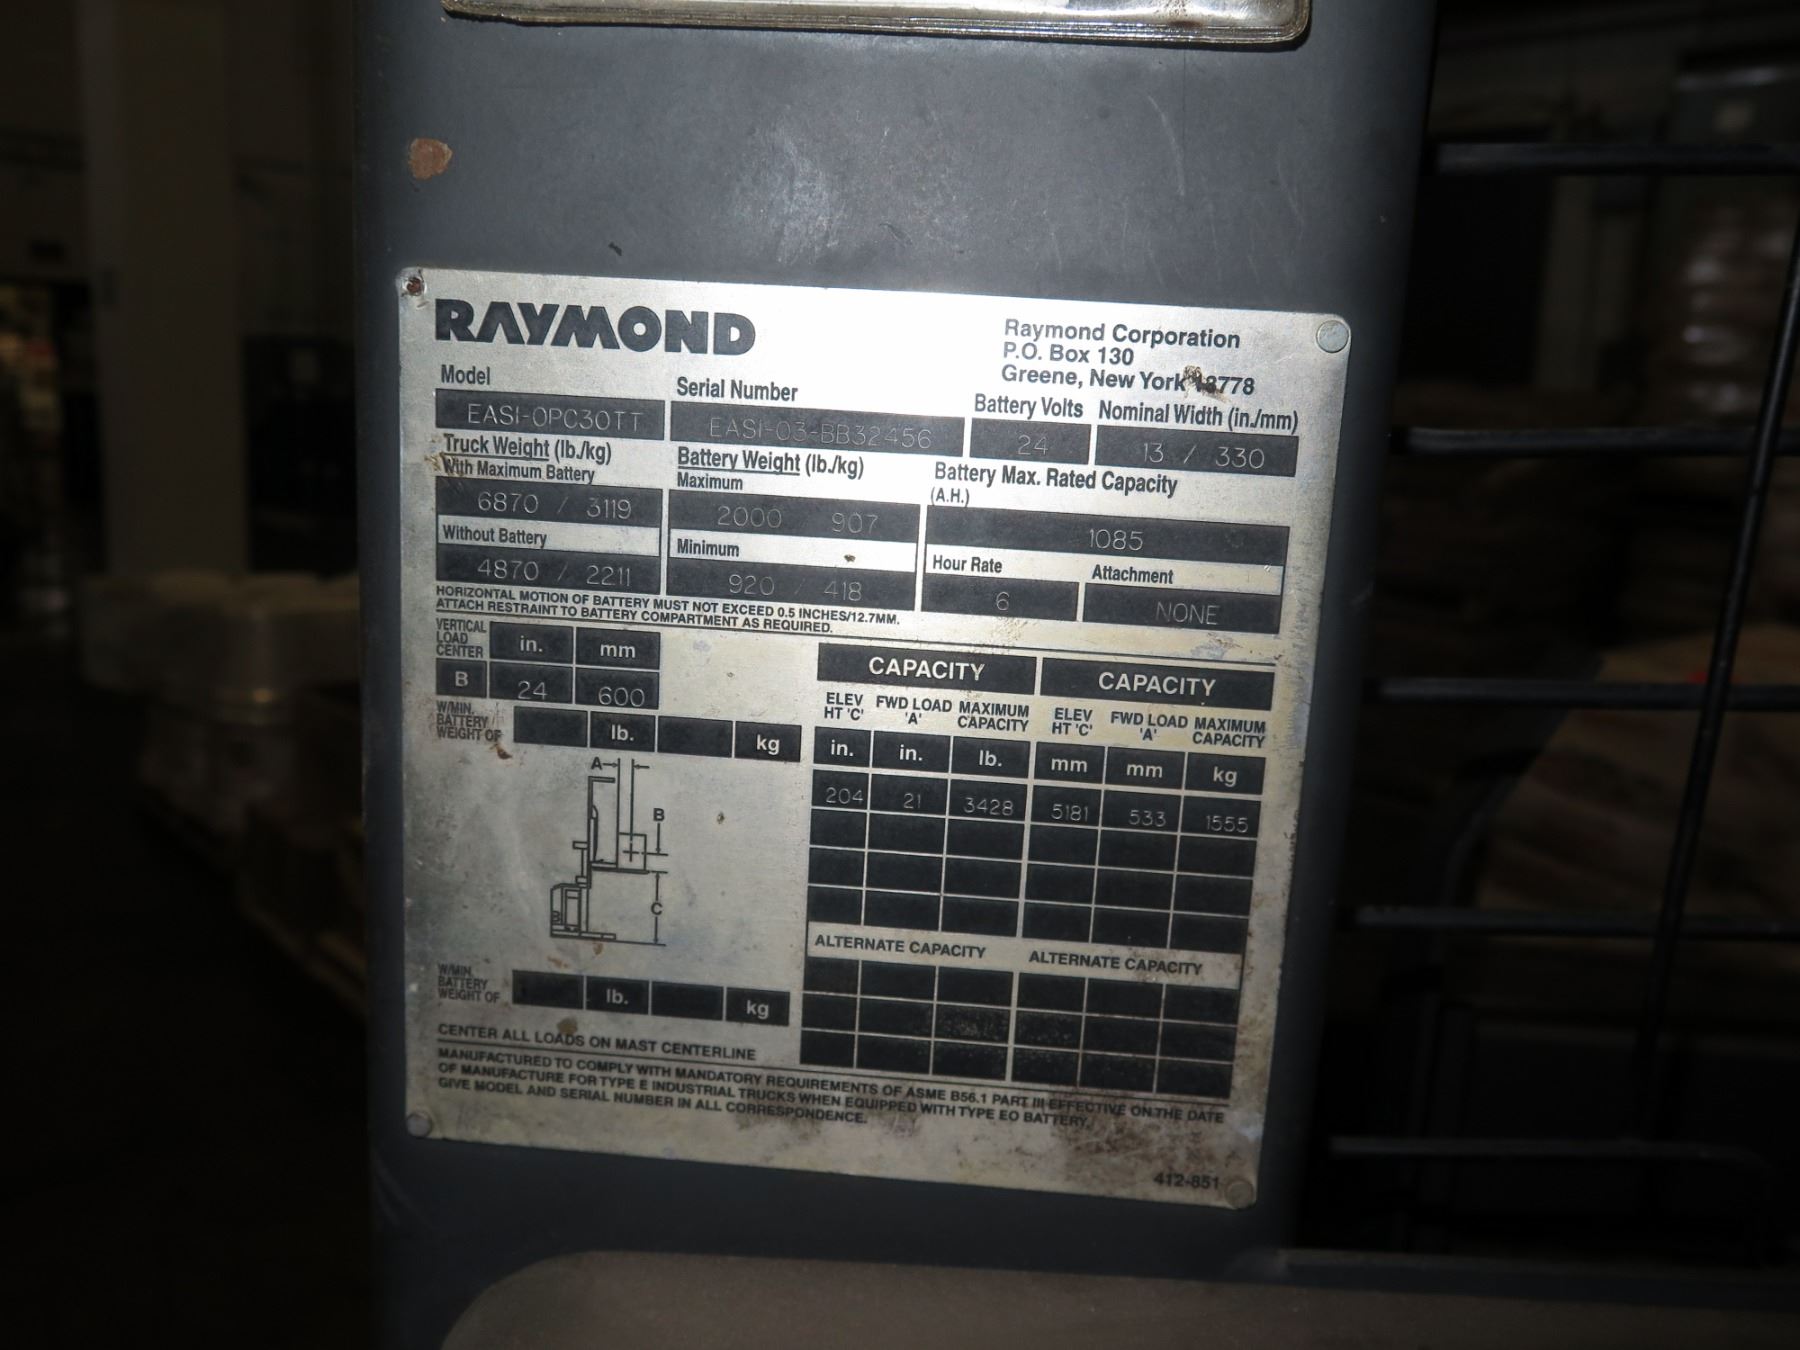 RAYMOND
Raymond Corporation
P.O. Box 130
Greene, New York 13778
Model
Serial Number
Battery Volts
Nominal Width (in./mm)
EASI-OPC30TT
EASI-03-BB32456
24
13 / 330
Truck Weight (lb./kg)
With Maximum Battery
Battery Weight (lb./kg)
Maximum
Battery Max. Rated Capacity
(A.H.)
6870 / 3119
2000 907
1085
Without Battery
Minimum
Hour Rate
Attachment
4870 / 2211
920 / 418
6
NONE
HORIZONTAL MOTION OF BATTERY MUST NOT EXCEED 0.5 INCHES/12.7MM.
ATTACH RESTRAINT TO BATTERY COMPARTMENT AS REQUIRED.
VERTICAL
LOAD
CENTER
in.
mm
B
24
600
W/MIN.
BATTERY
WEIGHT OF
lb.
kg
CAPACITY
CAPACITY
ELEV
HT 'C'
FWD LOAD
'A'
MAXIMUM
CAPACITY
ELEV
HT 'C'
FWD LOAD
'A'
MAXIMUM
CAPACITY
in.
in.
lb.
mm
mm
kg
204
21
3428
5181
533
1555
A
B
C
B
ALTERNATE CAPACITY
ALTERNATE CAPACITY
W/MIN.
BATTERY
WEIGHT OF
lb.
kg
CENTER ALL LOADS ON MAST CENTERLINE
MANUFACTURED TO COMPLY WITH MANDATORY REQUIREMENTS OF ASME B56.1 PART III EFFECTIVE ON THE DATE
OF MANUFACTURE FOR TYPE E INDUSTRIAL TRUCKS WHEN EQUIPPED WITH TYPE EO BATTERY.
GIVE MODEL AND SERIAL NUMBER IN ALL CORRESPONDENCE.
412-851